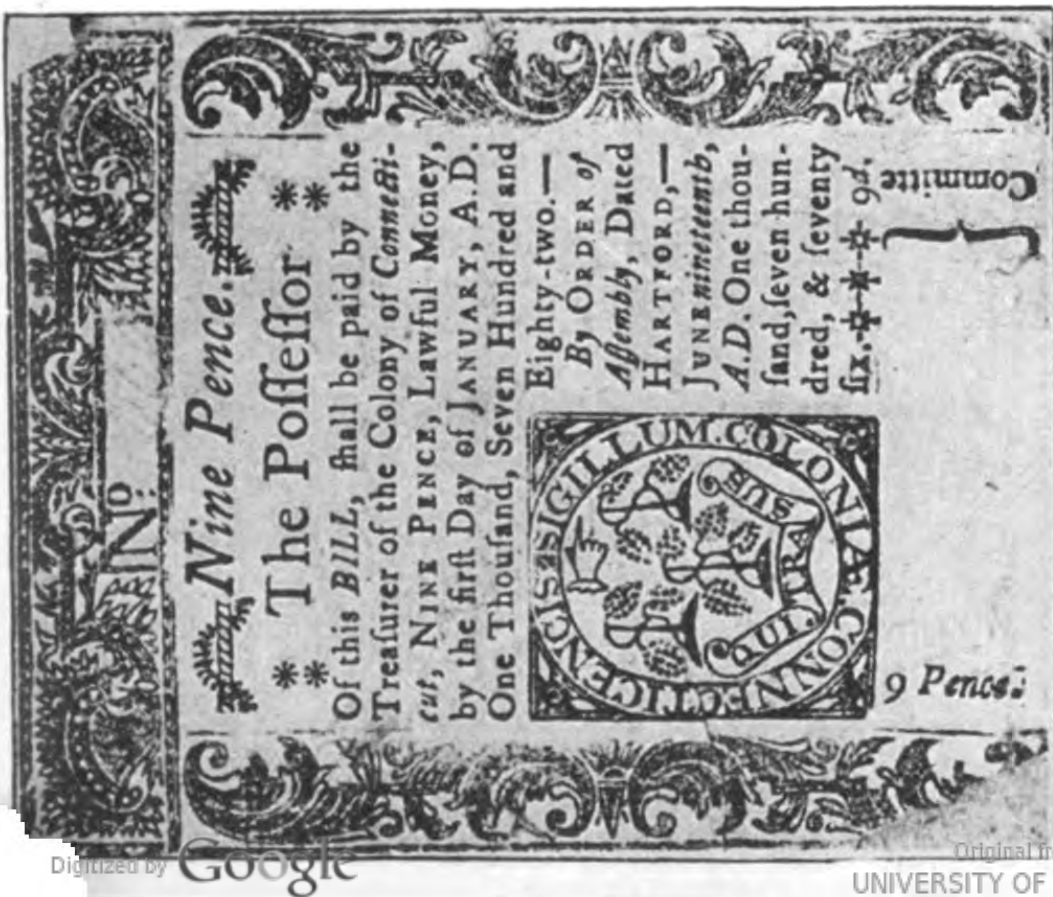 Nº:
Nine Pence.
** The Poſſeſſor **
Of this BILL, ſhall be paid by the
Treaſurer of the Colony of Connecti-
cut, NINE PENCE, Lawful Money,
by the firſt Day of JANUARY, A.D.
One Thouſand, Seven Hundred and
Eighty-two.—
By ORDER of
Aſſembly, Dated
HARTFORD,—
JUNE nineteenth,
A.D. One thou-
ſand, ſeven hun-
dred, & ſeventy
ſix.-*-*-*-*- 9d.
SIGILLUM. COLONIÆ. CONNECTICENSIS
QUI TRA SUS
9 Pence:
} Committe
Digitized by Google
Original fr
UNIVERSITY OF